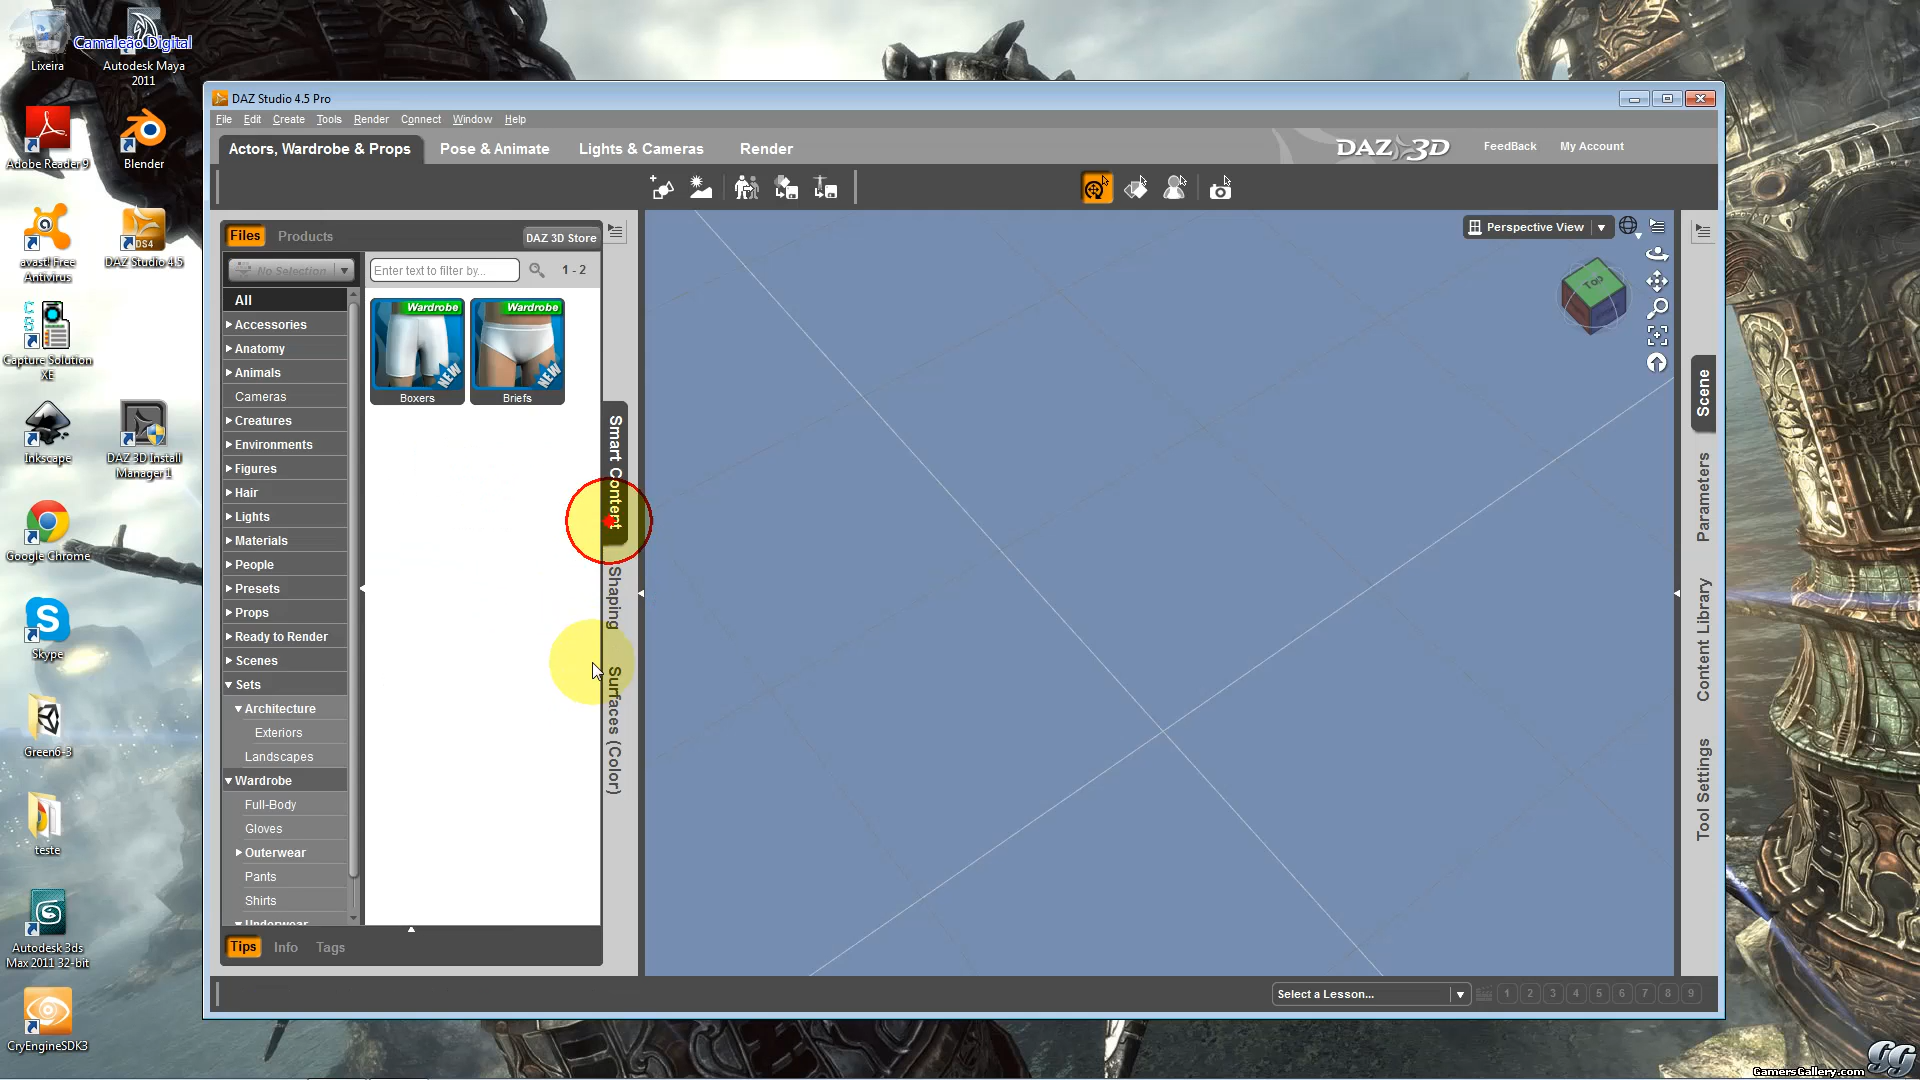 Camaleão Digital
Lixeira
Autodesk Maya
2011
Adobe Reader 9
Blender
avast! Free
Antivirus
DAZ Studio 4.5
Capture Solution
XE
Inkscape
DAZ 3D Install
Manager 1
Google Chrome
Skype
Green6-3
teste
Autodesk 3ds
Max 2011 32-bit
CryEngineSDK3
DAZ Studio 4.5 Pro
File Edit Create Tools Render Connect Window Help
Actors, Wardrobe & Props Pose & Animate Lights & Cameras Render
DAZ 3D
FeedBack My Account
Files Products DAZ 3D Store
No Selection
Enter text to filter by...
1 - 2
All
Accessories
Anatomy
Animals
Cameras
Creatures
Environments
Figures
Hair
Lights
Materials
People
Presets
Props
Ready to Render
Scenes
Sets
Architecture
Exteriors
Landscapes
Wardrobe
Full-Body
Gloves
Outerwear
Pants
Shirts
Underwear
Wardrobe
NEW
Boxers
Wardrobe
NEW
Briefs
Tips Info Tags
Smart Content
Shaping
Surfaces (Color)
Perspective View
Top
Scene
Parameters
Content Library
Tool Settings
Select a Lesson...
1 2 3 4 5 6 7 8 9
GG
GamersGallery.com
DS4